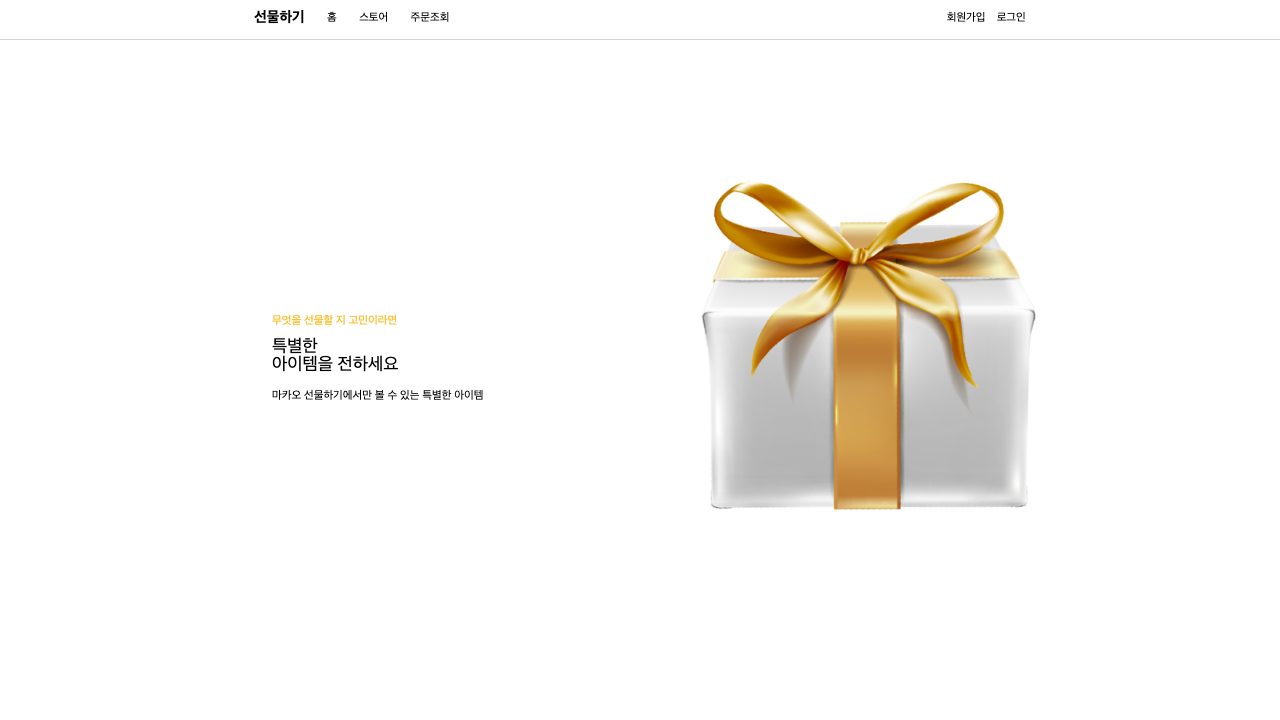 선물하기 홈 스토어 주문조회 회원가입 로그인
무엇을 선물할 지 고민이라면
특별한
아이템을 전하세요
마카오 선물하기에서만 볼 수 있는 특별한 아이템